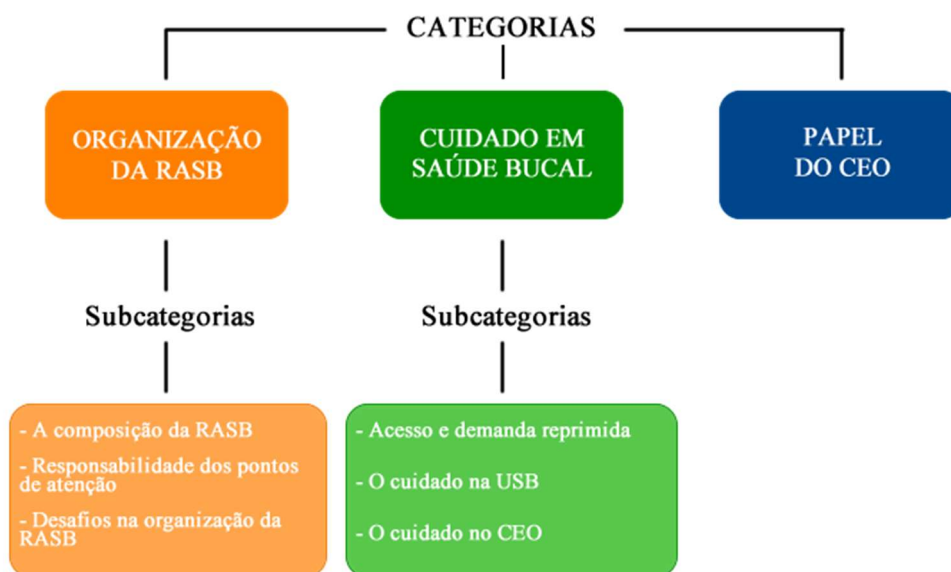 CATEGORIAS
ORGANIZAÇÃO
DA RASB
CUIDADO EM
SAÚDE BUCAL
PAPEL
DO CEO
Subcategorias
Subcategorias
- A composição da RASB
- Responsabilidade dos pontos
de atenção
- Desafios na organização da
RASB
- Acesso e demanda reprimida
- O cuidado na USB
- O cuidado no CEO